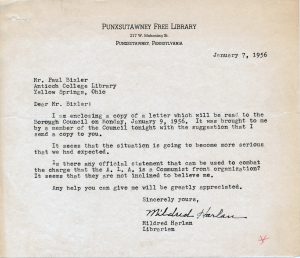 PUNXSUTAWNEY FREE LIBRARY
217 W. Mahoning St.
PUNXSUTAWNEY, PENNSYLVANIA
January 7, 1956
Mr. Paul Bixler
Antioch College Library
Yellow Springs, Ohio
Dear Mr. Bixler:
I am enclosing a copy of a letter which will be read to the
Borough Council on Monday, January 9, 1956. It was brought to me
by a member of the Council tonight with the suggestion that I
send a copy to you.
It seems that the situation is going to become more serious
than we had expected.
Is there any official statement that can be used to combat
the charge that the A. L. A. is a Communist front organization?
It seems that they are not inclined to believe me.
Any help you can give me will be greatly appreciated.
Sincerely yours,
Mildred Harlan
Mildred Harlan
Librarian